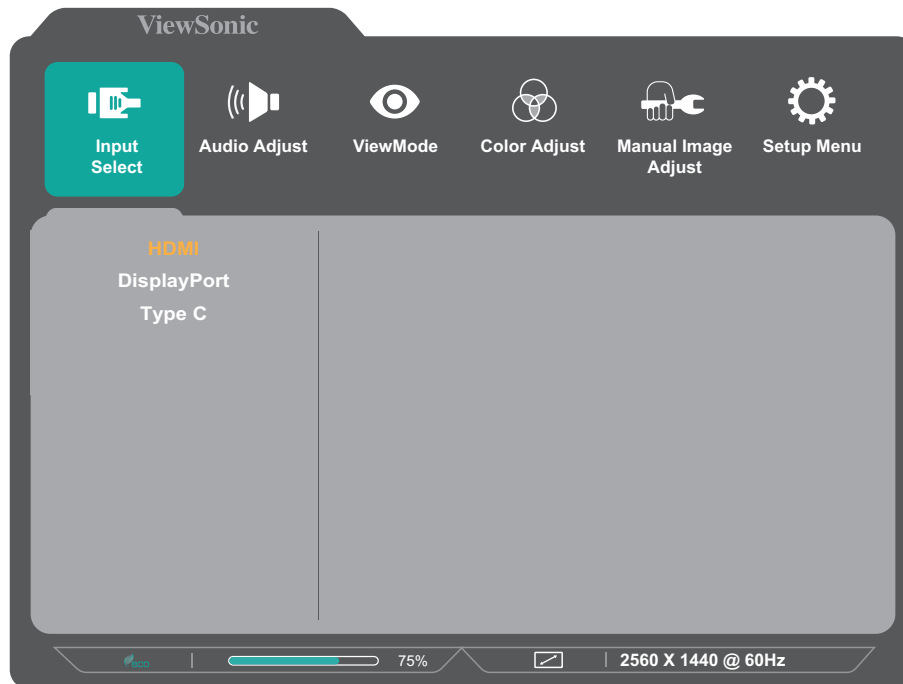 ViewSonic
Input
Select
Audio Adjust
ViewMode
Color Adjust
Manual Image
Adjust
Setup Menu
HDMI
DisplayPort
Type C
eco
75%
2560 X 1440 @ 60Hz